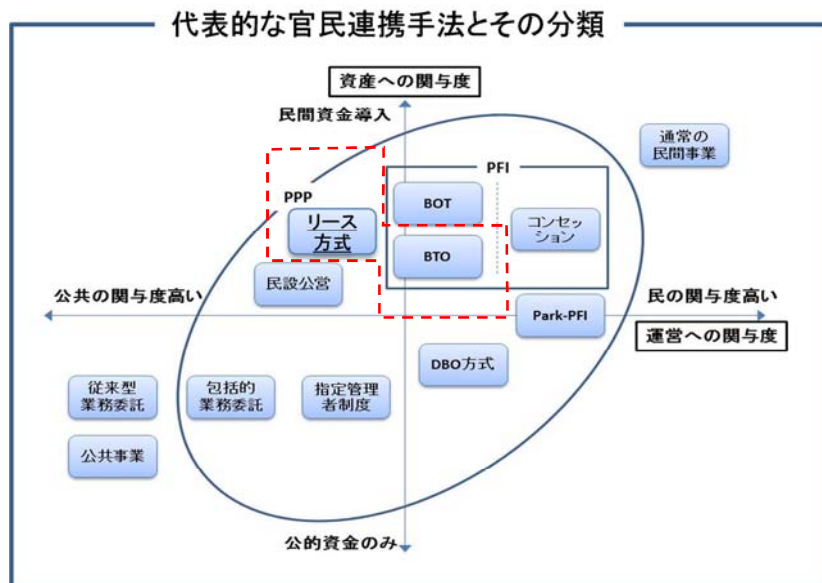 代表的な官民連携手法とその分類
資産への関与度
民間資金導入
通常の
民間事業
PFI
PPP
BOT
リース
方式
コンセッ
ション
BTO
民設公営
公共の関与度高い
民の関与度高い
Park-PFI
運営への関与度
DBO方式
従来型
業務委託
包括的
業務委託
指定管理
者制度
公共事業
公的資金のみ